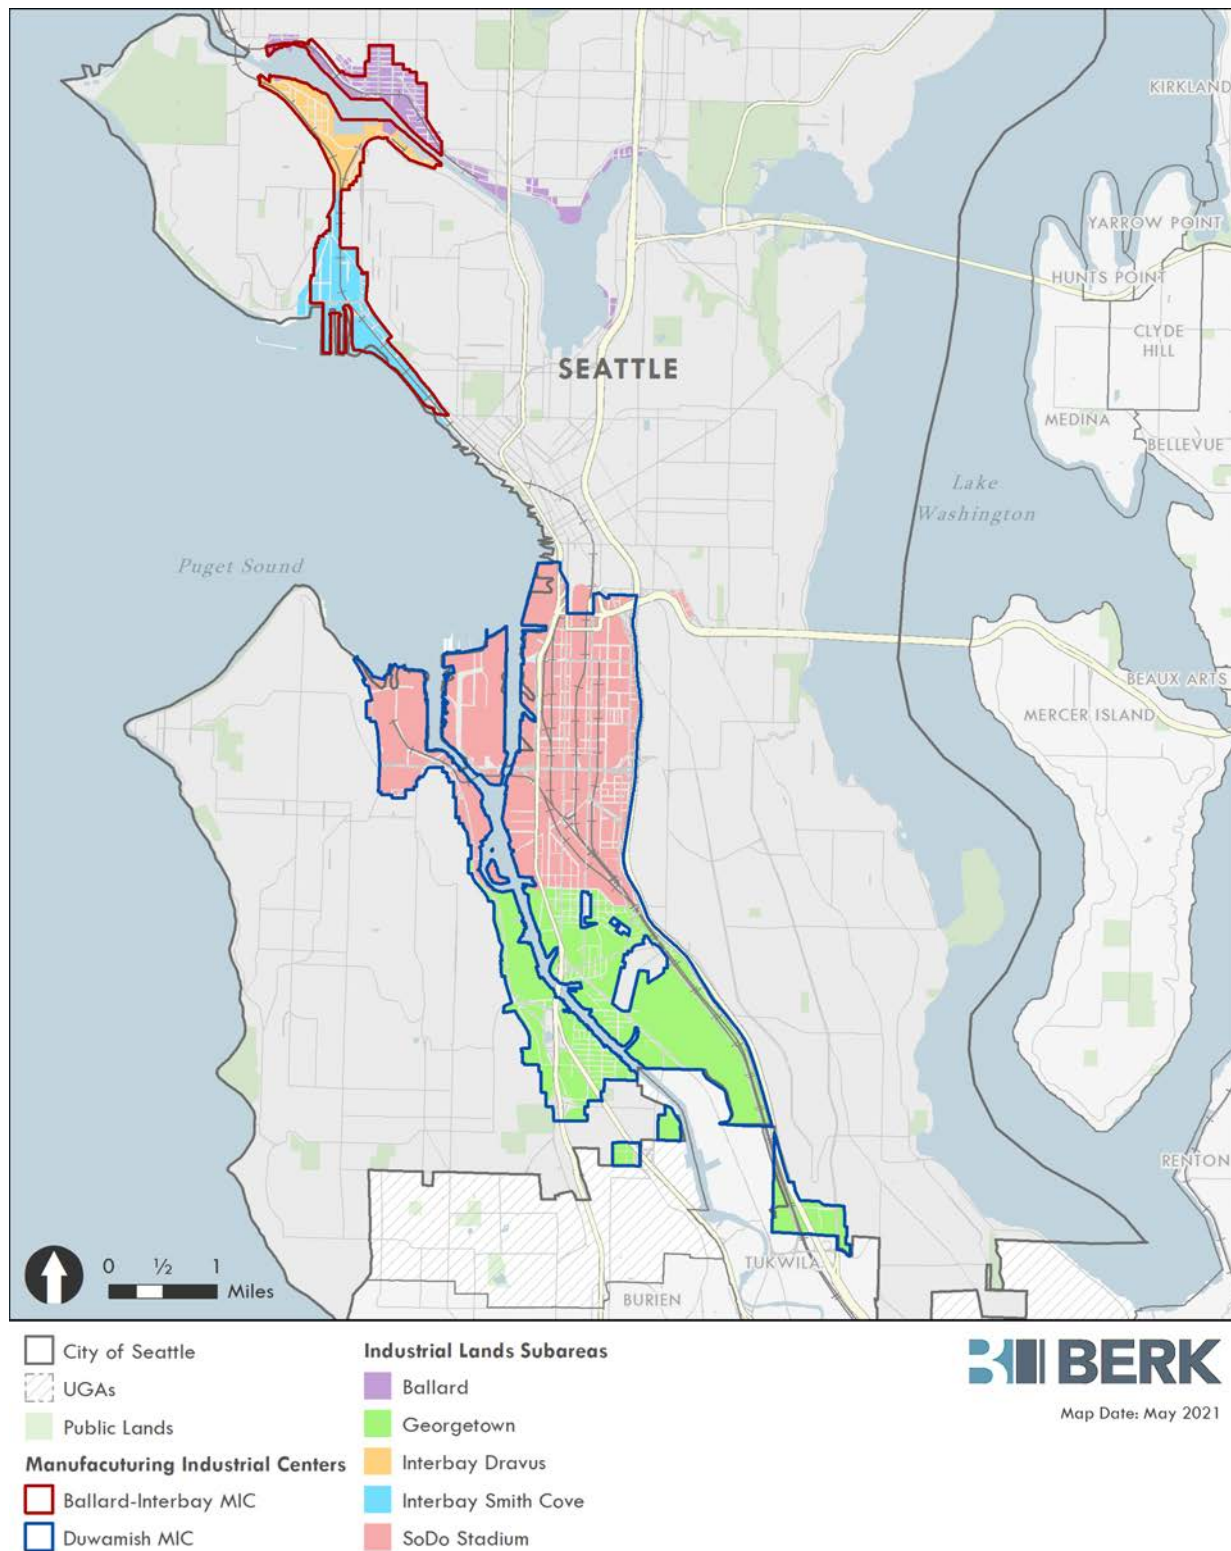 KIRKLAND
YARROW POINT
HUNTS POINT
CLYDE
HILL
SEATTLE
MEDINA
BELLEVUE
Lake
Washington
Puget Sound
BEAUX ARTS
MERCER ISLAND
RENTON
TUKWILA
BURIEN
0 ½ 1
Miles
City of Seattle
UGAs
Public Lands
Manufacuturing Industrial Centers
Ballard-Interbay MIC
Duwamish MIC
Industrial Lands Subareas
Ballard
Georgetown
Interbay Dravus
Interbay Smith Cove
SoDo Stadium
BERK
Map Date: May 2021